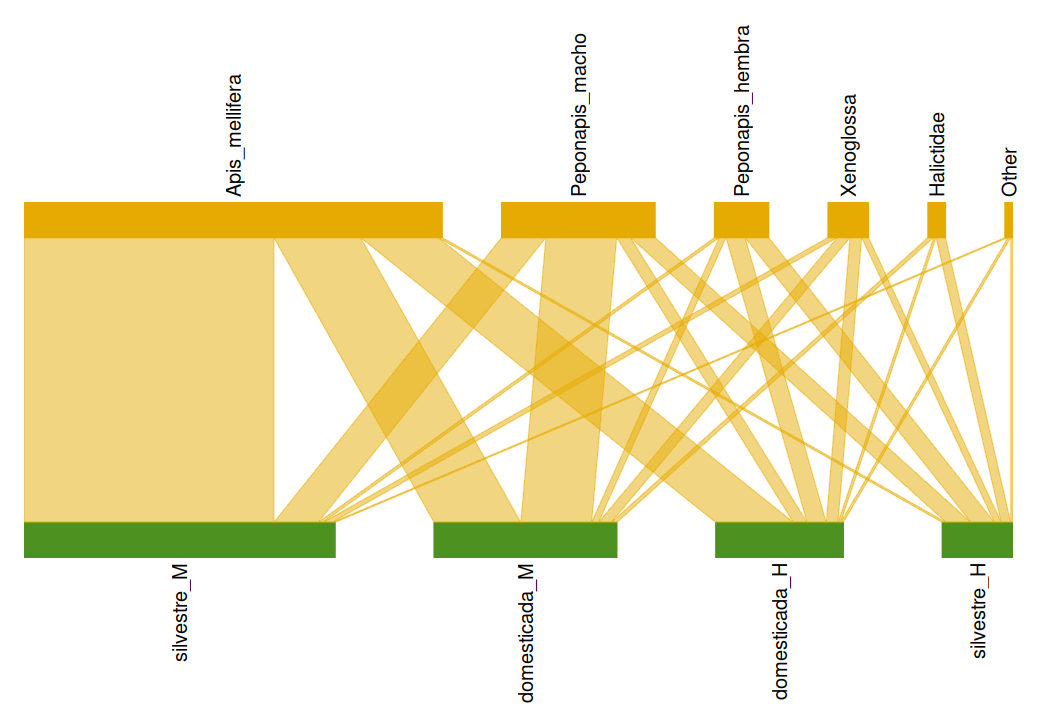 Apis_mellifera
Peponapis_macho
Peponapis_hembra
Xenoglossa
Halictidae
Other
silvestre_M
domesticada_M
domesticada_H
silvestre_H